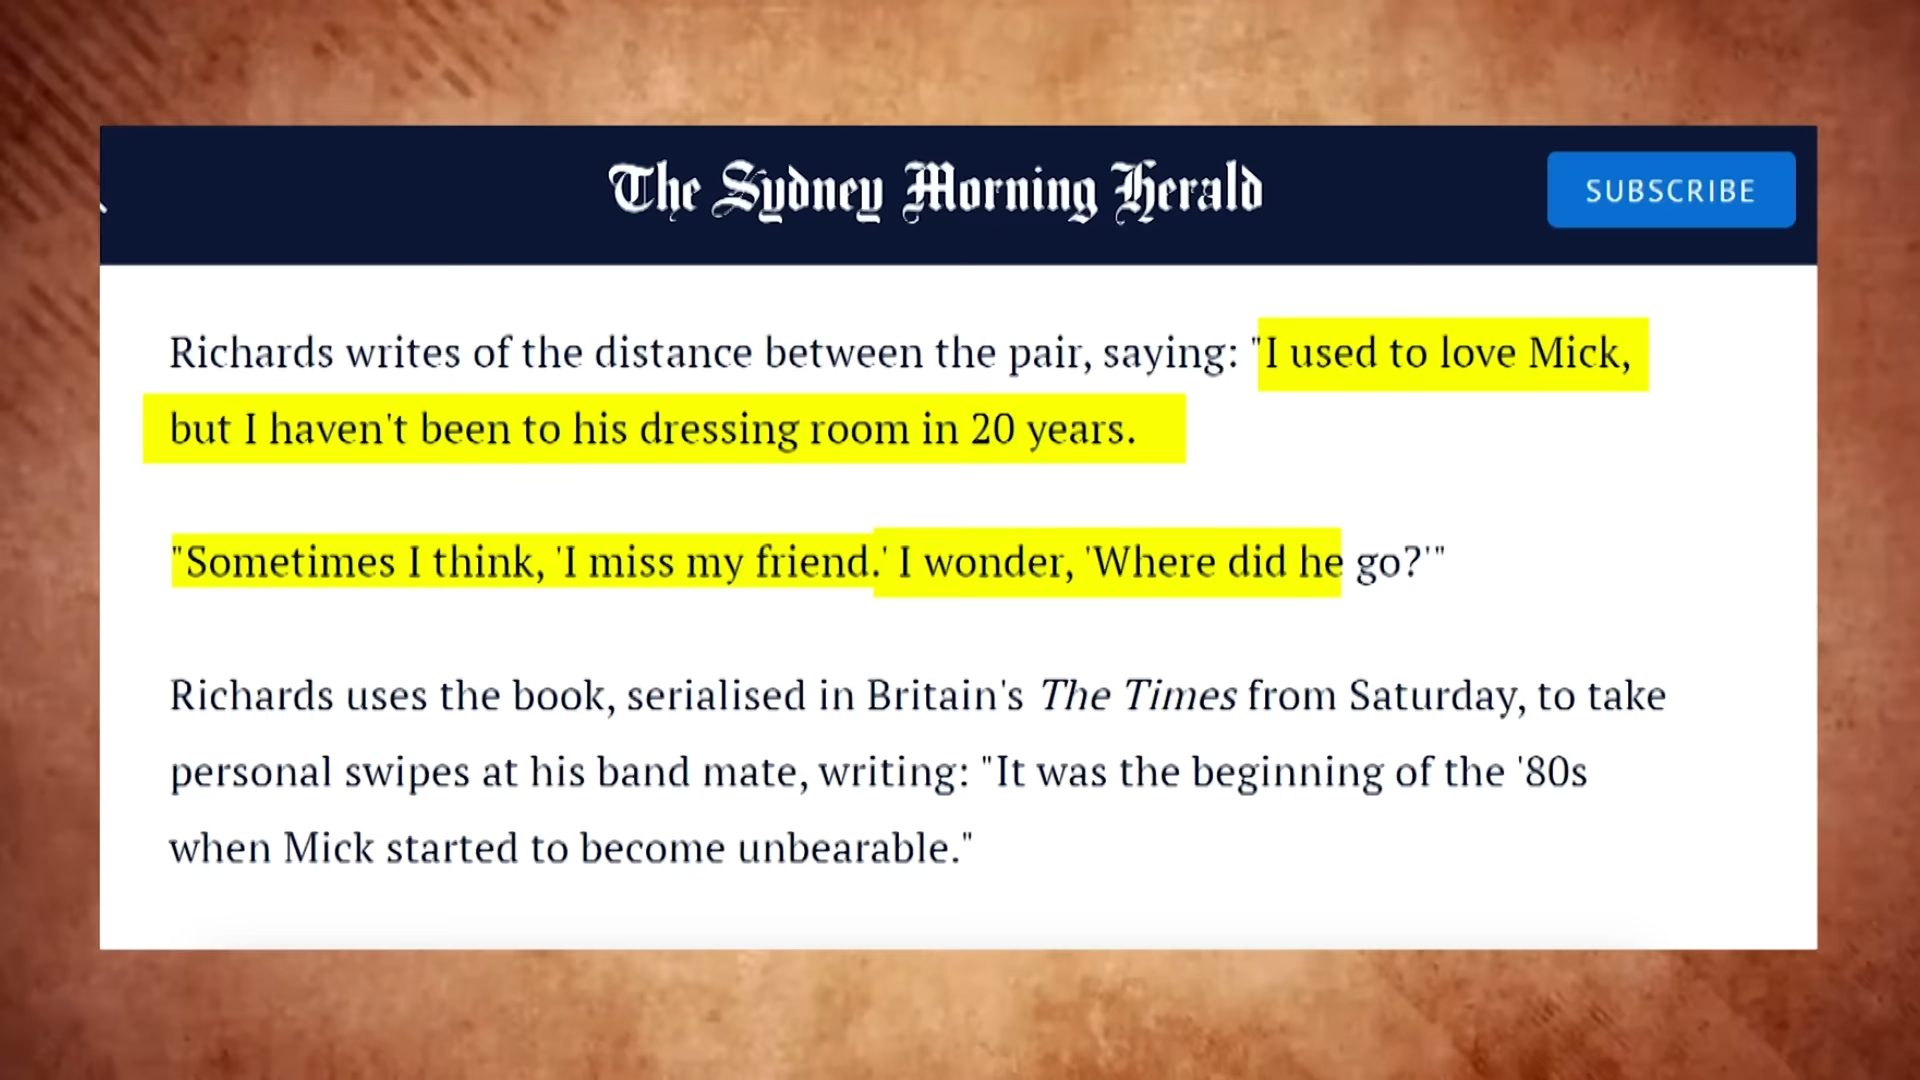 The Sydney Morning Herald
SUBSCRIBE
Richards writes of the distance between the pair, saying: "I used to love Mick,
but I haven't been to his dressing room in 20 years.
"Sometimes I think, 'I miss my friend.' I wonder, 'Where did he go?'"
Richards uses the book, serialised in Britain's The Times from Saturday, to take
personal swipes at his band mate, writing: "It was the beginning of the '80s
when Mick started to become unbearable."